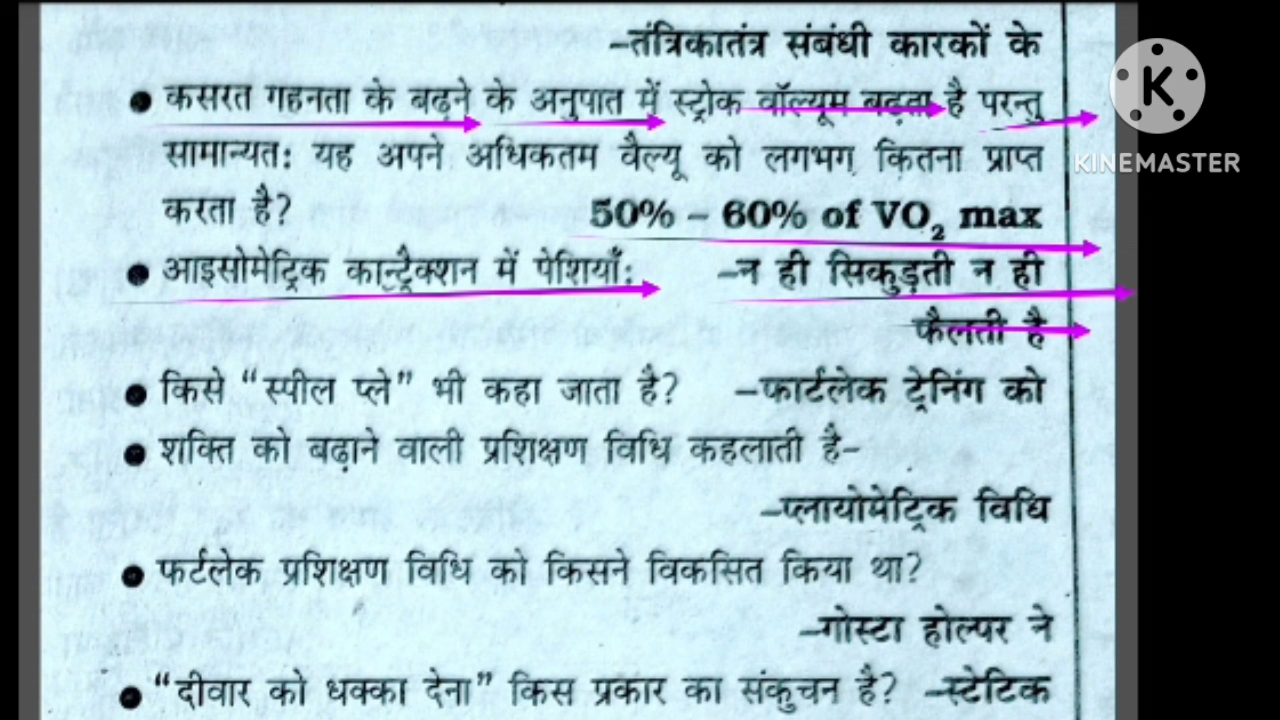 –तंत्रिकातंत्र संबंधी कारकों के
● कसरत गहनता के बढ़ने के अनुपात में स्ट्रोक वॉल्यूम बढ़ता है परन्तु
सामान्यत: यह अपने अधिकतम वैल्यू को लगभग कितना प्राप्त
करता है? 50% – 60% of VO₂ max
● आइसोमेट्रिक कान्ट्रैक्शन में पेशियाँ: –न ही सिकुड़ती न ही
फैलती है
● किसे “स्पील प्ले” भी कहा जाता है? –फार्टलेक ट्रेनिंग को
● शक्ति को बढ़ाने वाली प्रशिक्षण विधि कहलाती है–
–प्लायोमेट्रिक विधि
● फर्टलेक प्रशिक्षण विधि को किसने विकसित किया था?
–गोस्टा होल्पर ने
● “दीवार को धक्का देना” किस प्रकार का संकुचन है? –स्टेटिक
K
KINEMASTER